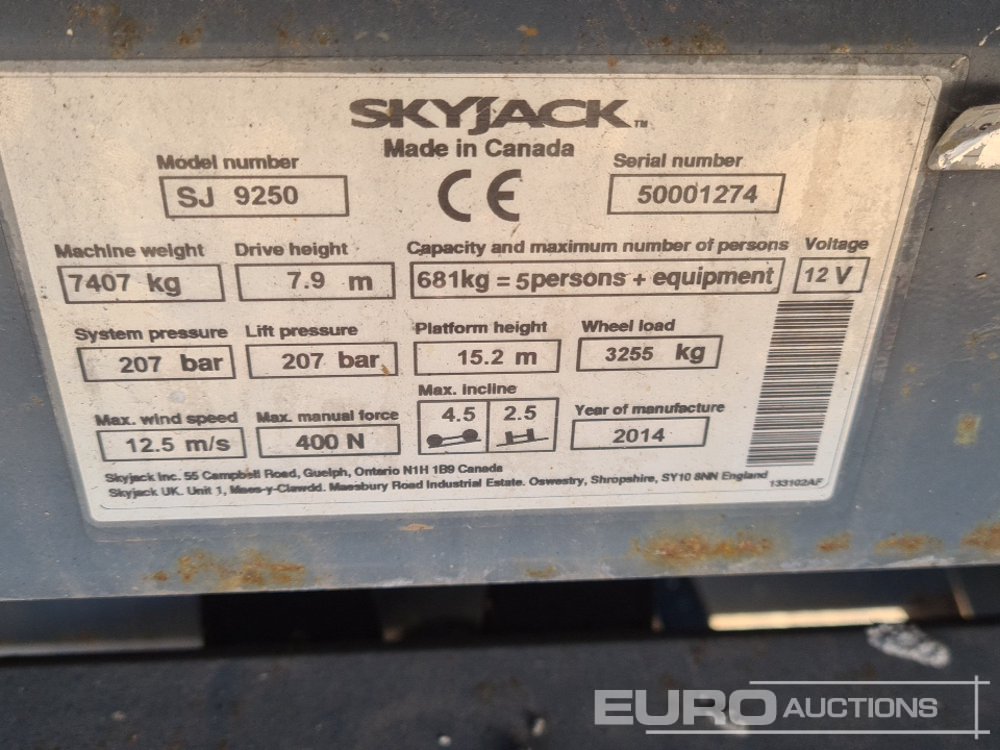 SKYJACK™
Made in Canada
Model number
SJ 9250
CE
Serial number
50001274
Machine weight
7407 kg
Drive height
7.9 m
Capacity and maximum number of persons
681kg = 5persons + equipment
Voltage
12 V
System pressure
207 bar
Lift pressure
207 bar
Platform height
15.2 m
Wheel load
3255 kg
Max. wind speed
12.5 m/s
Max. manual force
400 N
Max. incline
4.5 2.5
Year of manufacture
2014
Skyjack Inc. 55 Campbell Road, Guelph, Ontario N1H 1B9 Canada
Skyjack UK. Unit 1, Maes-y-Clawdd. Maesbury Road Industrial Estate. Oswestry, Shropshire, SY10 8NN England
133102AF
EURO AUCTIONS